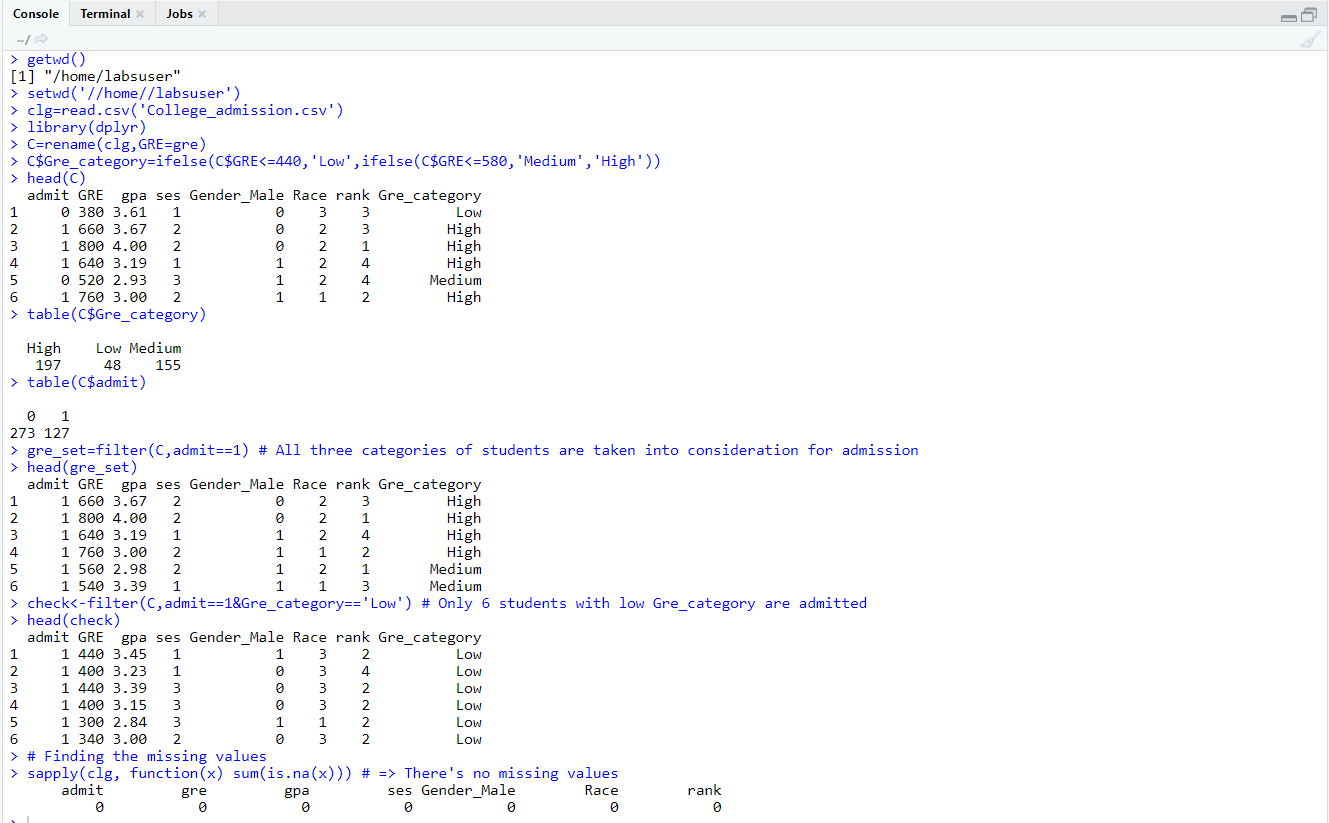 Console Terminal × Jobs ×
~/
> getwd()
[1] "/home/labsuser"
> setwd('//home//labsuser')
> clg=read.csv('College_admission.csv')
> library(dplyr)
> C=rename(clg,GRE=gre)
> C$Gre_category=ifelse(C$GRE<=440,'Low',ifelse(C$GRE<=580,'Medium','High'))
> head(C)
  admit GRE  gpa ses Gender_Male Race rank Gre_category
1     0 380 3.61   1           0    3    3          Low
2     1 660 3.67   2           0    2    3         High
3     1 800 4.00   2           0    2    1         High
4     1 640 3.19   1           1    2    4         High
5     0 520 2.93   3           1    2    4       Medium
6     1 760 3.00   2           1    1    2         High
> table(C$Gre_category)
  High    Low Medium
   197     48    155
> table(C$admit)
  0   1
273 127
> gre_set=filter(C,admit==1) # All three categories of students are taken into consideration for admission
> head(gre_set)
  admit GRE  gpa ses Gender_Male Race rank Gre_category
1     1 660 3.67   2           0    2    3         High
2     1 800 4.00   2           0    2    1         High
3     1 640 3.19   1           1    2    4         High
4     1 760 3.00   2           1    1    2         High
5     1 560 2.98   2           1    2    1       Medium
6     1 540 3.39   1           1    1    3       Medium
> check<-filter(C,admit==1&Gre_category=='Low') # Only 6 students with low Gre_category are admitted
> head(check)
  admit GRE  gpa ses Gender_Male Race rank Gre_category
1     1 440 3.45   1           1    3    2          Low
2     1 400 3.23   1           0    3    4          Low
3     1 440 3.39   3           0    3    2          Low
4     1 400 3.15   3           0    3    2          Low
5     1 300 2.84   3           1    1    2          Low
6     1 340 3.00   2           0    3    2          Low
> # Finding the missing values
> sapply(clg, function(x) sum(is.na(x))) # => There's no missing values
      admit         gre         gpa         ses Gender_Male        Race        rank
          0           0           0           0           0           0           0
>